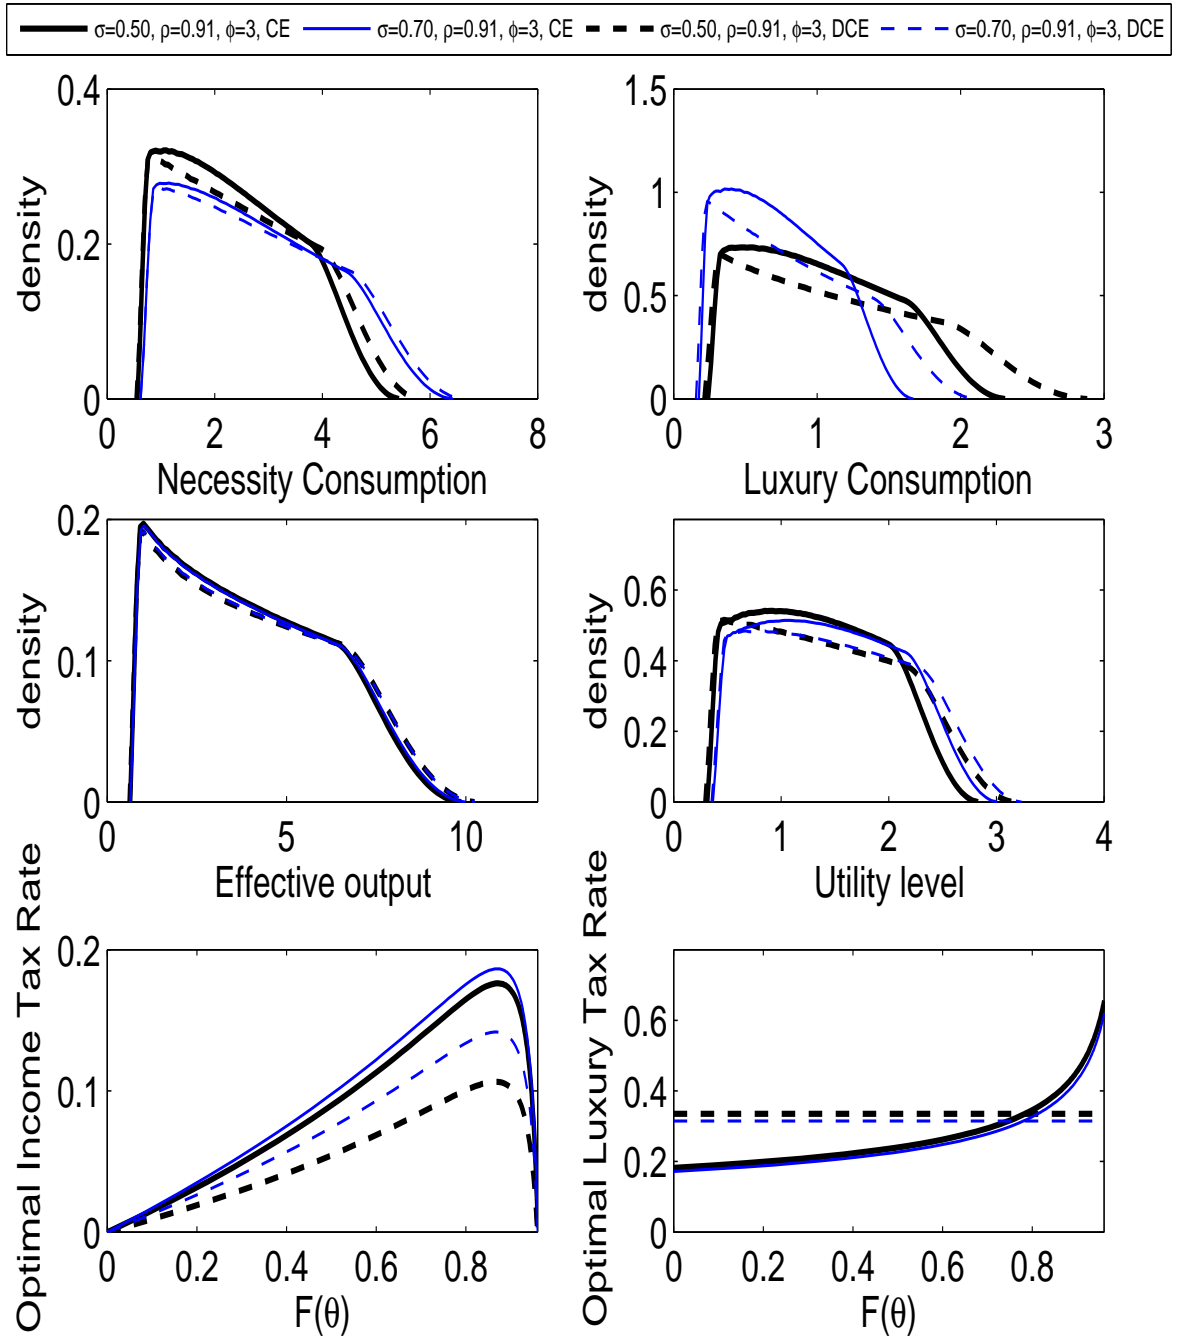 σ=0.50, ρ=0.91, ϕ=3, CE σ=0.70, ρ=0.91, ϕ=3, CE σ=0.50, ρ=0.91, ϕ=3, DCE σ=0.70, ρ=0.91, ϕ=3, DCE
0.4
0.2
0
density
0 2 4 6 8
Necessity Consumption
1.5
1
0.5
0
density
0 1 2 3
Luxury Consumption
0.2
0.1
0
density
0 5 10
Effective output
0.6
0.4
0.2
0
density
0 1 2 3 4
Utility level
0.2
0.1
0
Optimal Income Tax Rate
0 0.2 0.4 0.6 0.8
F(θ)
0.6
0.4
0.2
0
Optimal Luxury Tax Rate
0 0.2 0.4 0.6 0.8
F(θ)